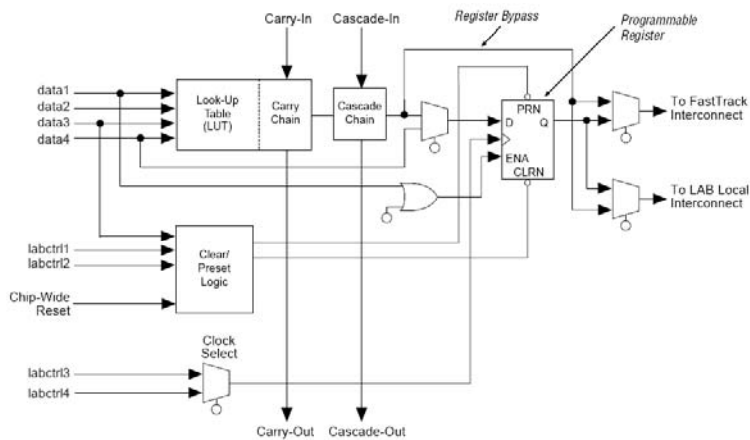 Carry-In
Cascade-In
Register Bypass
Programmable
Register
data1
data2
data3
data4
Look-Up
Table
(LUT)
Carry
Chain
Cascade
Chain
PRN
D
Q
ENA
CLRN
To FastTrack
Interconnect
To LAB Local
Interconnect
labctrl1
labctrl2
Clear/
Preset
Logic
Chip-Wide
Reset
Clock
Select
labctrl3
labctrl4
Carry-Out
Cascade-Out